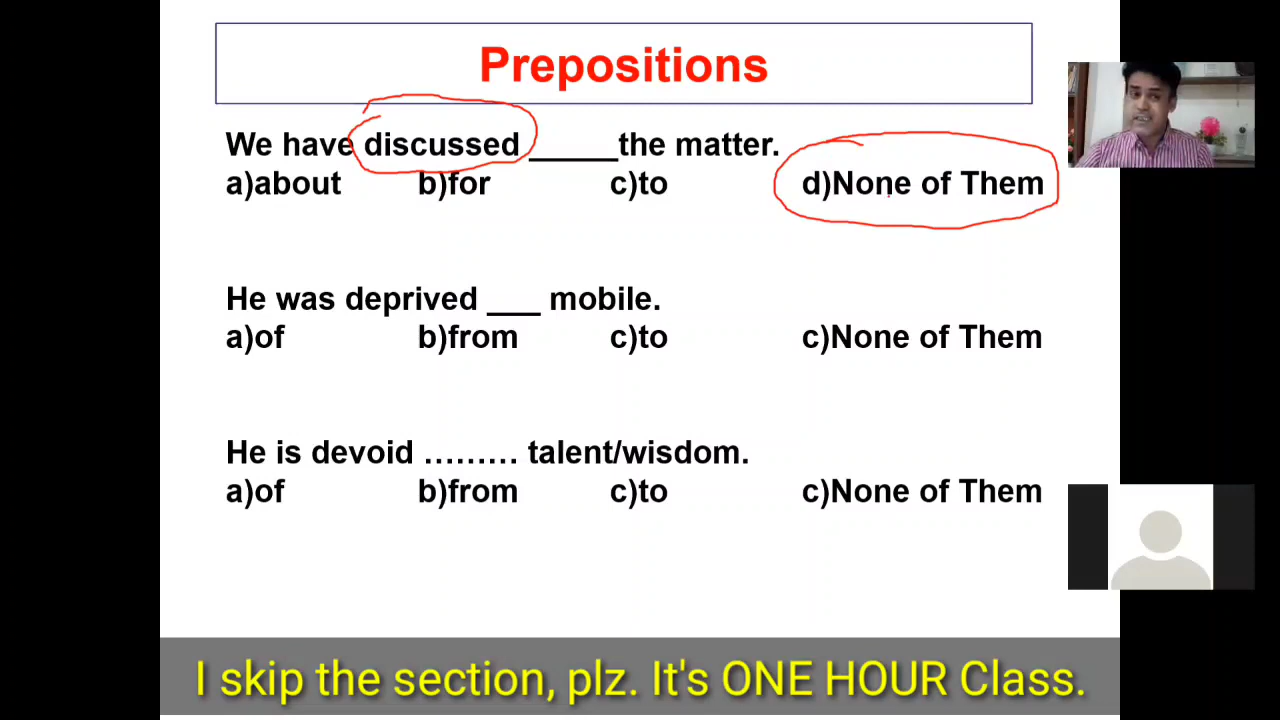 Prepositions
We have discussed _____the matter.
a)about b)for c)to d)None of Them
He was deprived ___ mobile.
a)of b)from c)to c)None of Them
He is devoid ……… talent/wisdom.
a)of b)from c)to c)None of Them
I skip the section, plz. It's ONE HOUR Class.